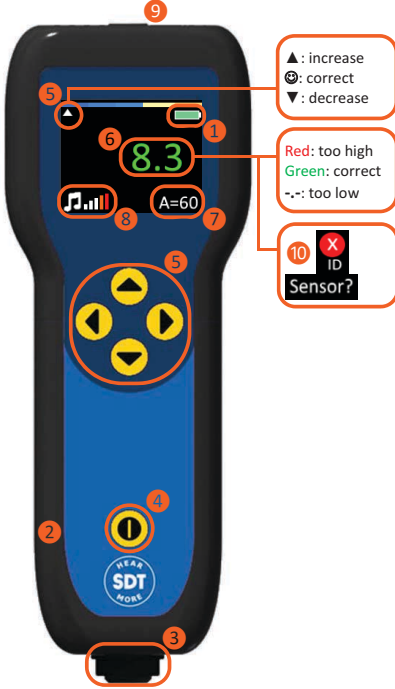 9
▲: increase
☺: correct
▼: decrease
5
1
6
8.3
Red: too high
Green: correct
-.-: too low
8
A=60
7
10
X
ID
Sensor?
5
4
2
HEAR
SDT
MORE
3